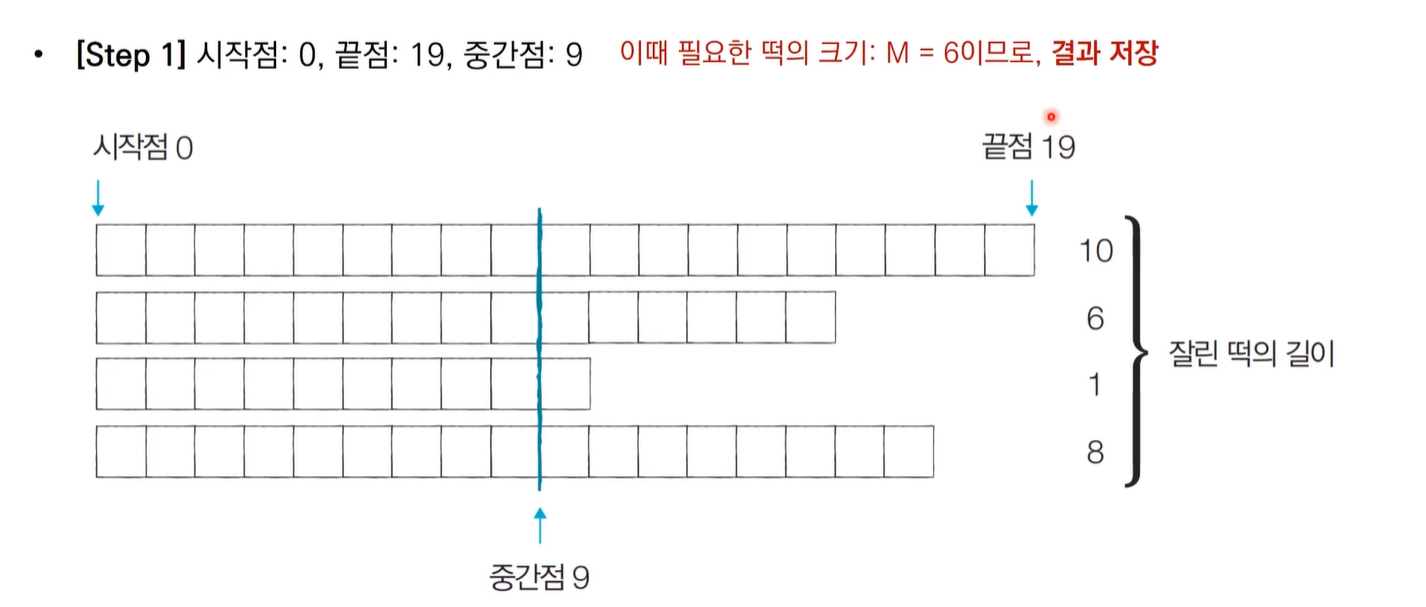 • [Step 1] 시작점: 0, 끝점: 19, 중간점: 9 이때 필요한 떡의 크기: M = 6이므로, 결과 저장
시작점 0 끝점 19
10
6
잘린 떡의 길이
1
8
중간점 9